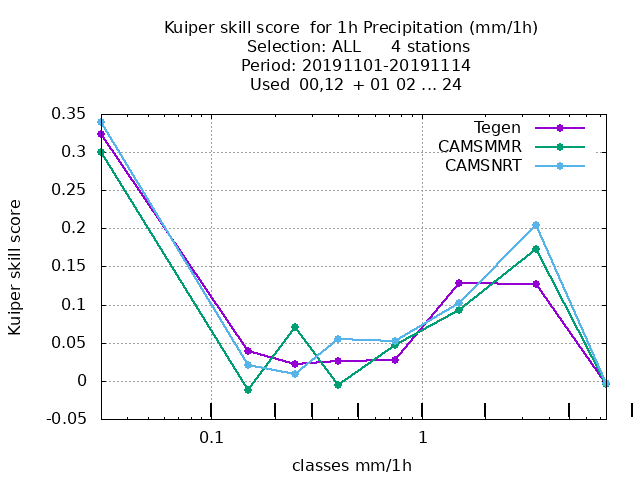 Kuiper skill score  for 1h Precipitation (mm/1h)
Selection: ALL      4 stations
Period: 20191101-20191114
Used  00,12  + 01 02 ... 24
Tegen
CAMSMMR
CAMSNRT
0.35
0.3
0.25
0.2
0.15
0.1
0.05
0
-0.05
Kuiper skill score
0.1
1
classes mm/1h